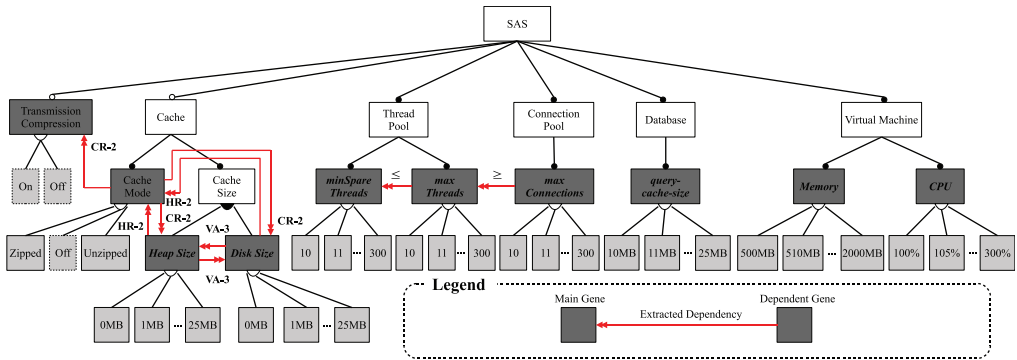 SAS
Transmission
Compression
Cache
Thread
Pool
Connection
Pool
Database
Virtual Machine
CR-2
On
Off
Cache
Mode
Cache
Size
HR-2
CR-2
HR-2
CR-2
minSpare
Threads
≤
max
Threads
≥
max
Connections
query-
cache-size
Memory
CPU
Zipped
Off
Unzipped
VA-3
Heap Size
Disk Size
VA-3
10
11
...
300
10
11
...
300
10
11
...
300
10MB
11MB
...
25MB
500MB
510MB
...
2000MB
100%
105%
...
300%
0MB
1MB
...
25MB
0MB
1MB
...
25MB
Legend
Main Gene
Dependent Gene
Extracted Dependency